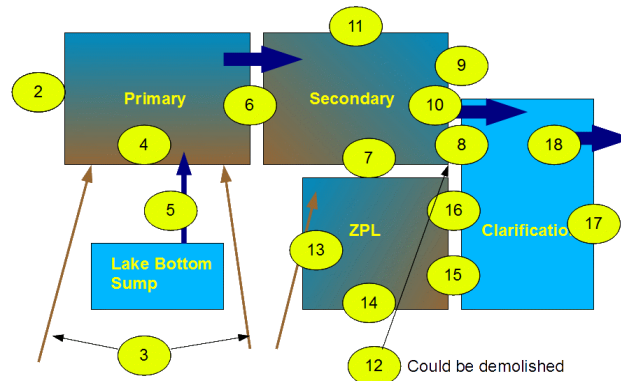 11
9
2
Primary
6
Secondary
10
4
8
18
7
5
16
17
13
ZPL
Clarificatio
Lake Bottom
Sump
15
14
3
12
Could be demolished